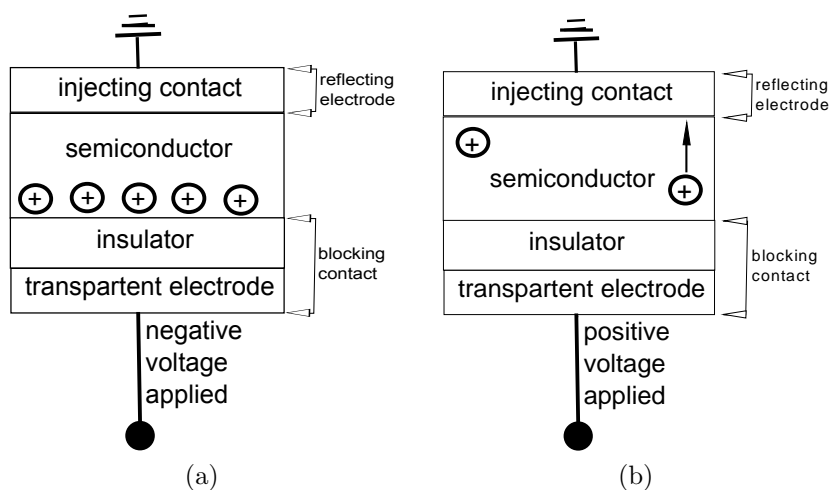 injecting contact
reflecting
electrode
semiconductor
+ + + + +
insulator
blocking
contact
transpartent electrode
negative
voltage
applied
(a)
injecting contact
reflecting
electrode
+
semiconductor
+
insulator
blocking
contact
transpartent electrode
positive
voltage
applied
(b)